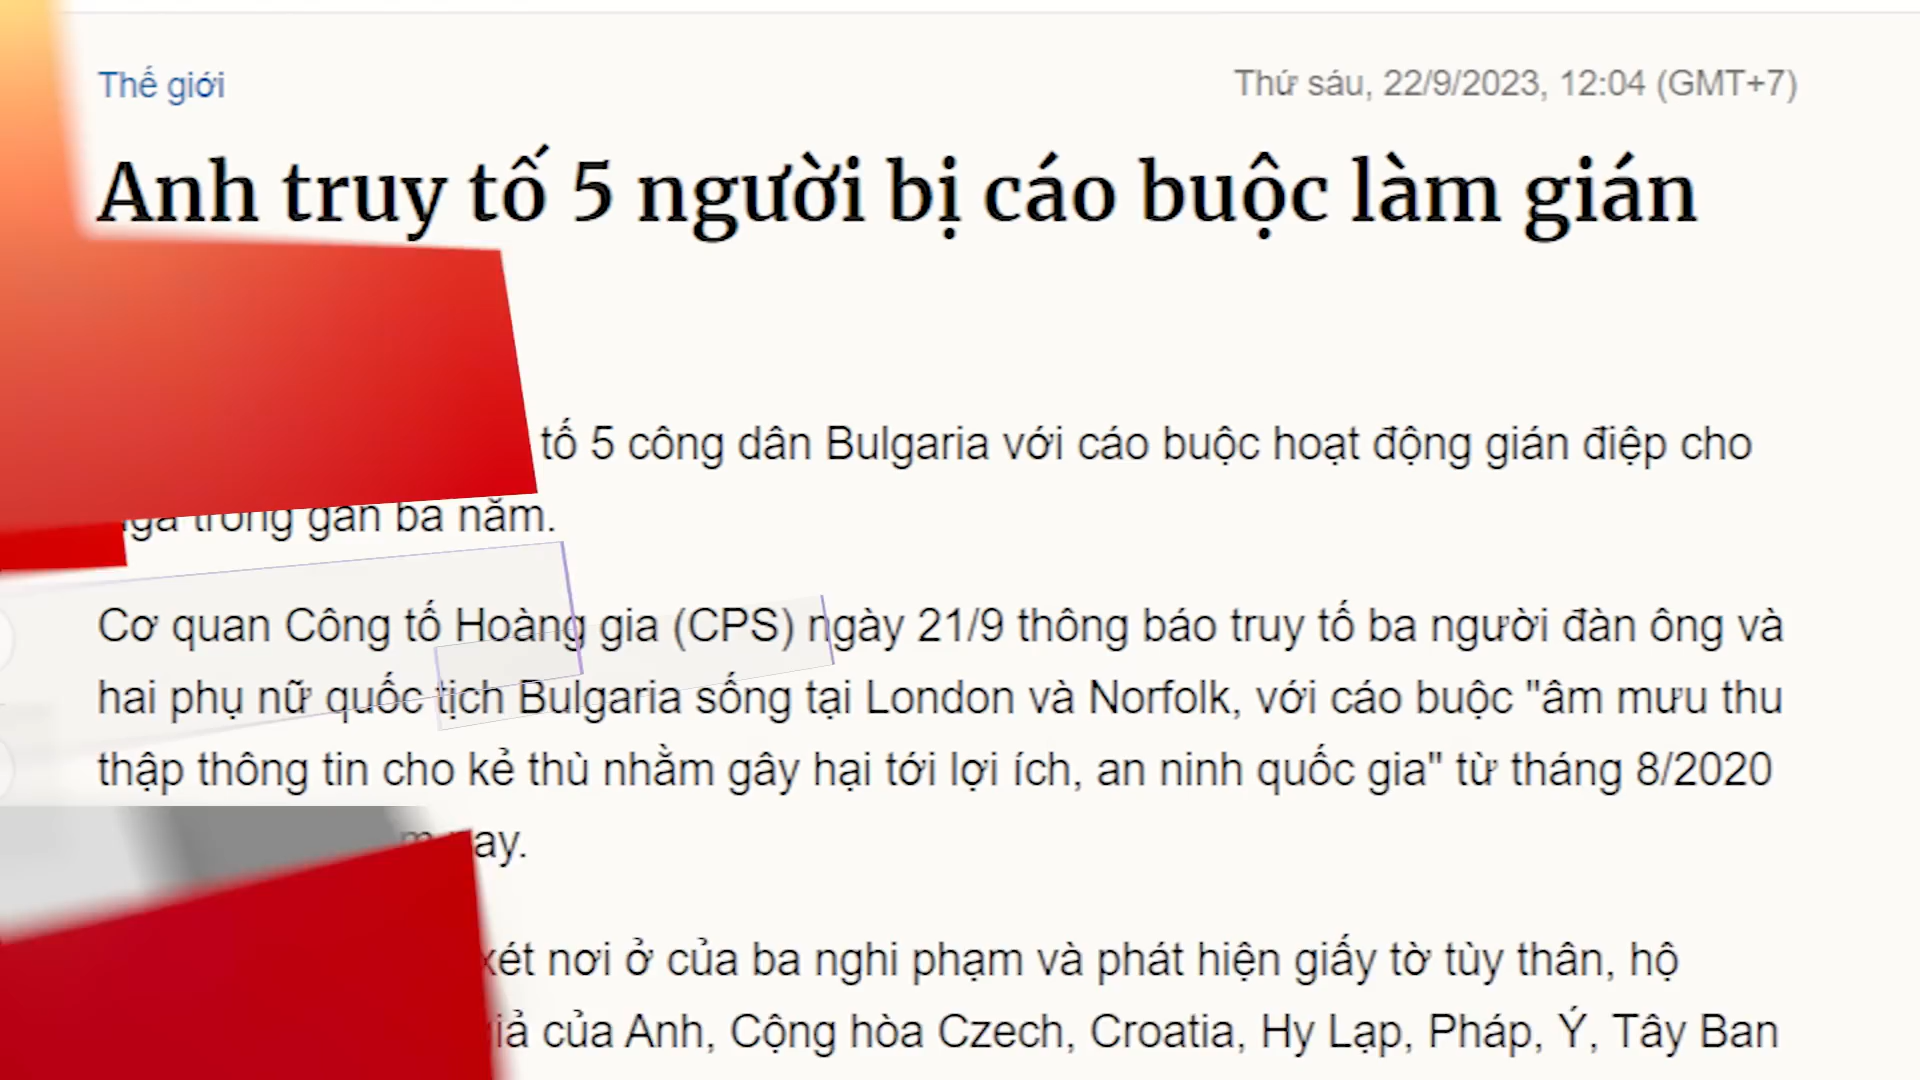 Thế giới
Thứ sáu, 22/9/2023, 12:04 (GMT+7)
Anh truy tố 5 người bị cáo buộc làm gián
tố 5 công dân Bulgaria với cáo buộc hoạt động gián điệp cho
trong gần ba năm.
Cơ quan Công tố Hoàng gia (CPS) ngày 21/9 thông báo truy tố ba người đàn ông và
hai phụ nữ quốc tịch Bulgaria sống tại London và Norfolk, với cáo buộc "âm mưu thu
thập thông tin cho kẻ thù nhằm gây hại tới lợi ích, an ninh quốc gia" từ tháng 8/2020
xét nơi ở của ba nghi phạm và phát hiện giấy tờ tùy thân, hộ
của Anh, Cộng hòa Czech, Croatia, Hy Lạp, Pháp, Ý, Tây Ban